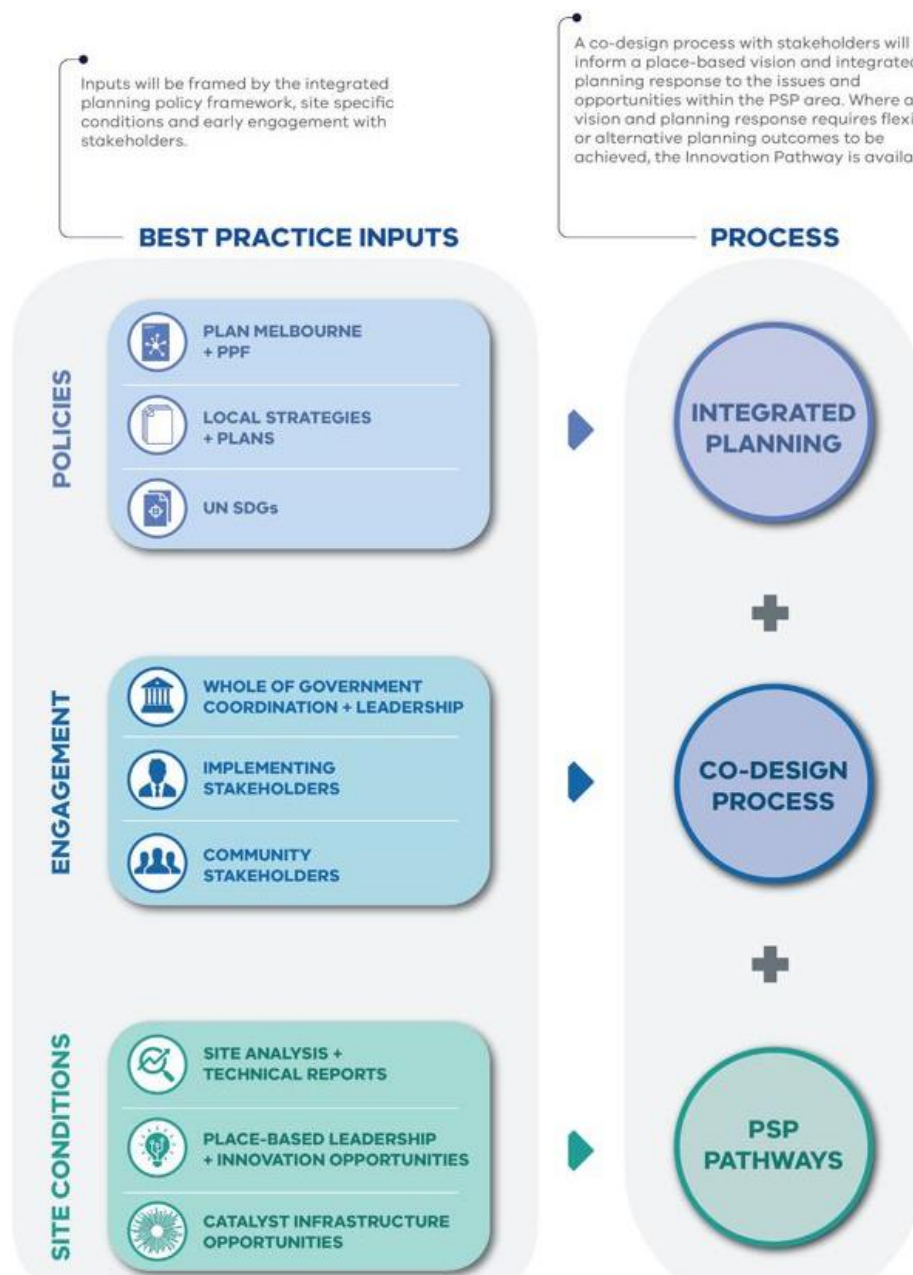 Inputs will be framed by the integrated
planning policy framework, site specific
conditions and early engagement with
stakeholders.
A co-design process with stakeholders will
inform a place-based vision and integrated
planning response to the issues and
opportunities within the PSP area. Where a
vision and planning response requires
or alternative planning outcomes to be
achieved, the Innovation Pathway is
BEST PRACTICE INPUTS
PROCESS
POLICIES
PLAN MELBOURNE
+ PPF
LOCAL STRATEGIES
+ PLANS
UN SDGs
INTEGRATED
PLANNING
ENGAGEMENT
WHOLE OF GOVERNMENT
COORDINATION + LEADERSHIP
IMPLEMENTING
STAKEHOLDERS
COMMUNITY
STAKEHOLDERS
CO-DESIGN
PROCESS
SITE CONDITIONS
SITE ANALYSIS +
TECHNICAL REPORTS
PLACE-BASED LEADERSHIP
+ INNOVATION OPPORTUNITIES
CATALYST INFRASTRUCTURE
OPPORTUNITIES
PSP
PATHWAYS